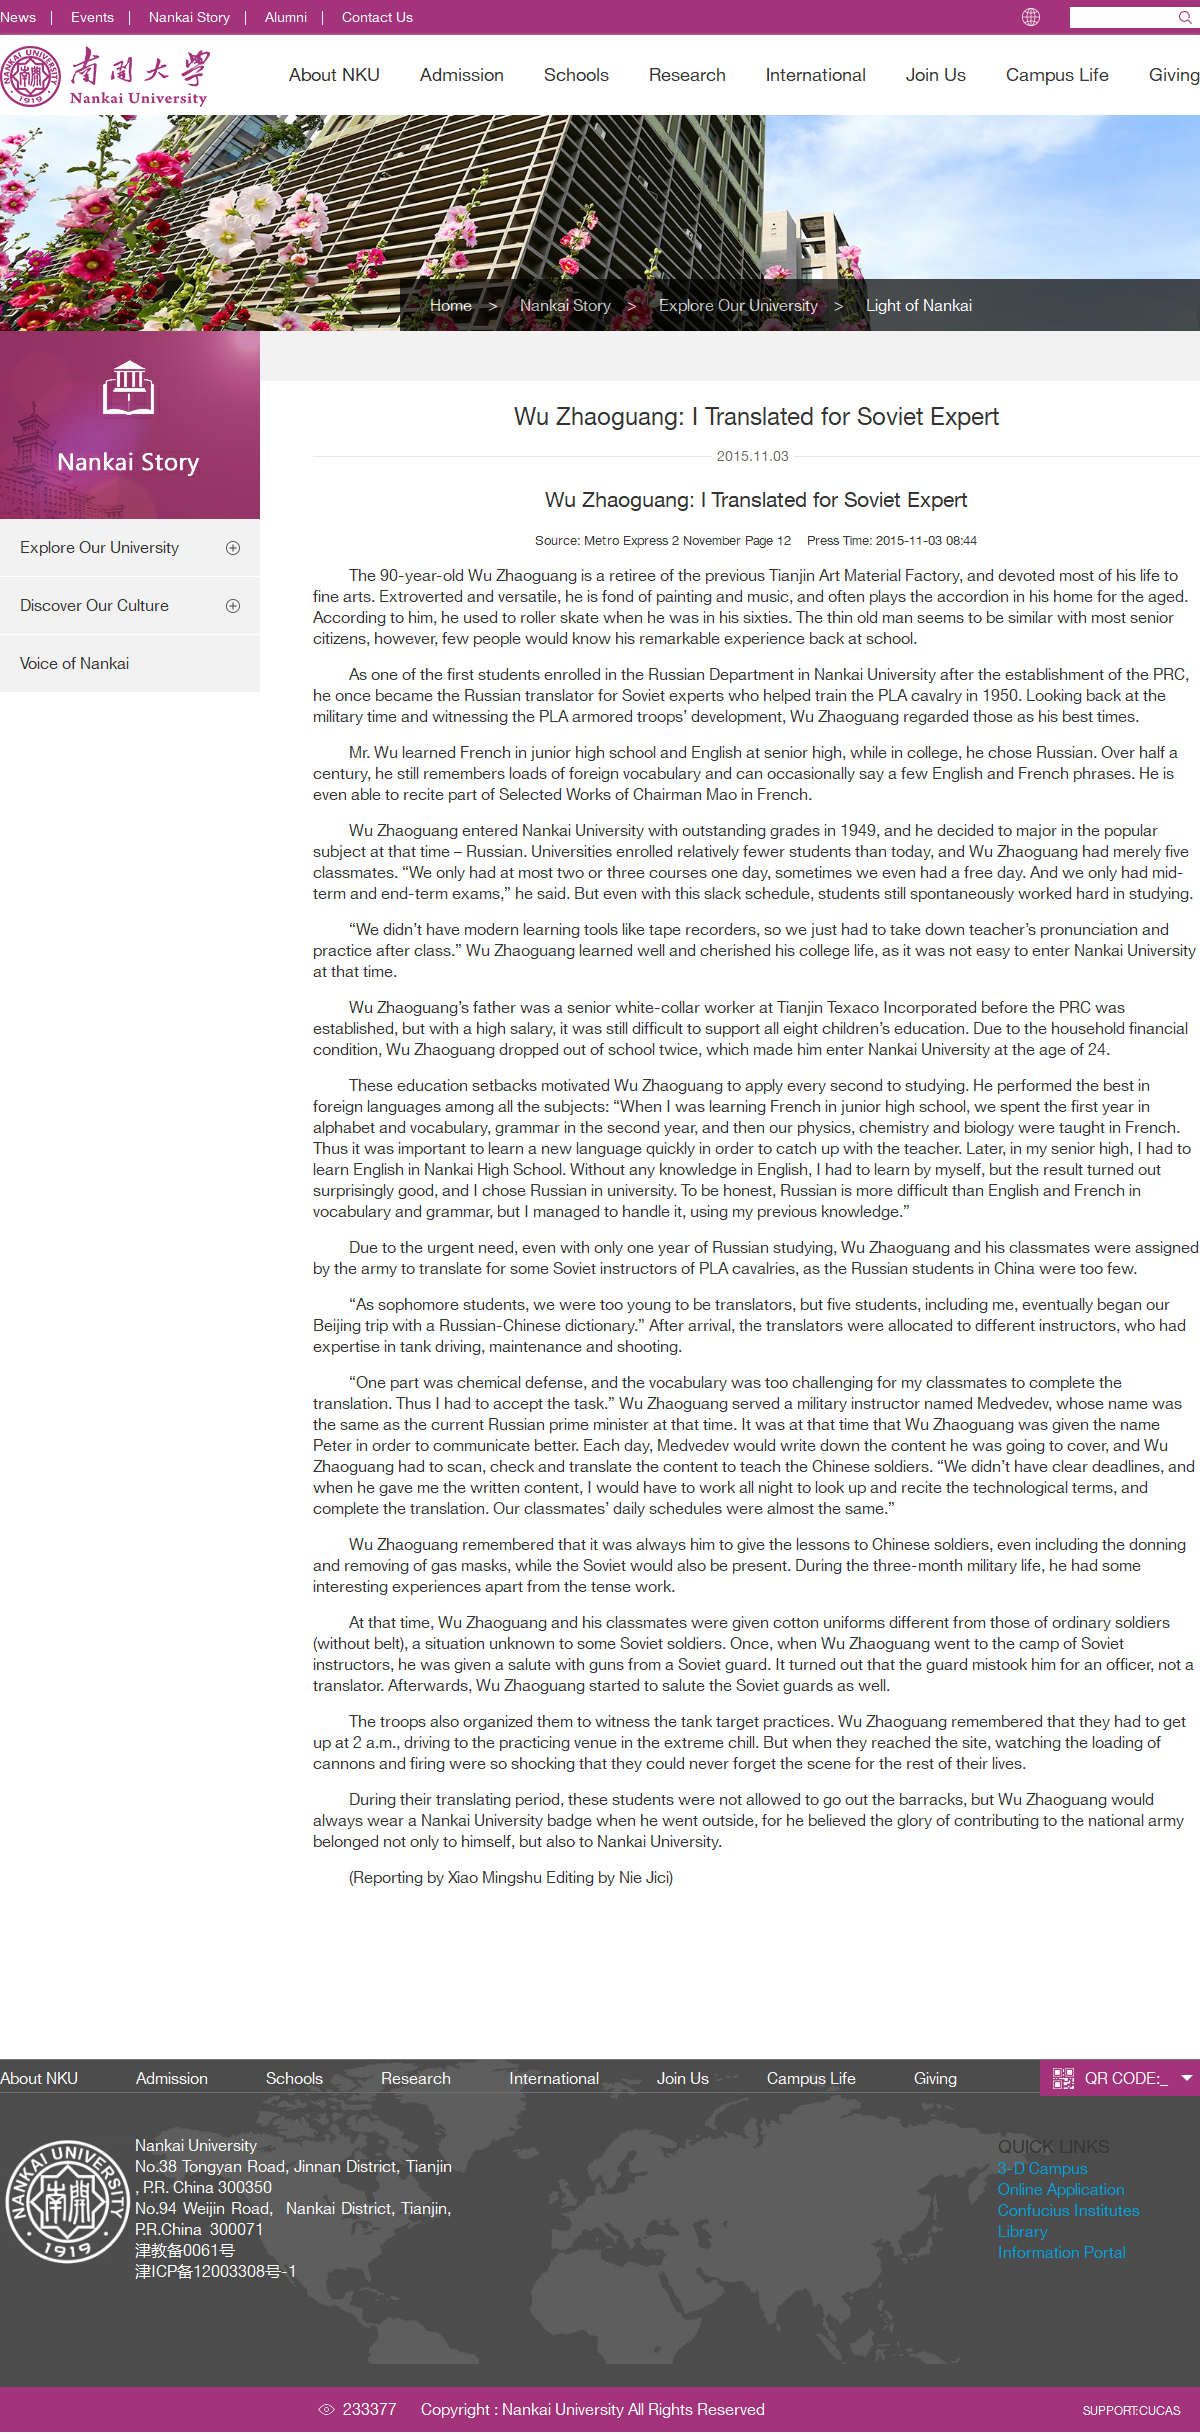 News | Events | Nankai Story | Alumni | Contact Us
NANKAI UNIVERSITY 南開 1919 南開大學
Nankai University
About NKU Admission Schools Research International Join Us Campus Life Giving
Home > Nankai Story > Explore Our University > Light of Nankai
Nankai Story
Explore Our University
Discover Our Culture
Voice of Nankai
Wu Zhaoguang: I Translated for Soviet Expert
2015.11.03
Wu Zhaoguang: I Translated for Soviet Expert
Source: Metro Express 2 November Page 12 Press Time: 2015-11-03 08:44
The 90-year-old Wu Zhaoguang is a retiree of the previous Tianjin Art Material Factory, and devoted most of his life to
fine arts. Extroverted and versatile, he is fond of painting and music, and often plays the accordion in his home for the aged.
According to him, he used to roller skate when he was in his sixties. The thin old man seems to be similar with most senior
citizens, however, few people would know his remarkable experience back at school.
As one of the first students enrolled in the Russian Department in Nankai University after the establishment of the PRC,
he once became the Russian translator for Soviet experts who helped train the PLA cavalry in 1950. Looking back at the
military time and witnessing the PLA armored troops’ development, Wu Zhaoguang regarded those as his best times.
Mr. Wu learned French in junior high school and English at senior high, while in college, he chose Russian. Over half a
century, he still remembers loads of foreign vocabulary and can occasionally say a few English and French phrases. He is
even able to recite part of Selected Works of Chairman Mao in French.
Wu Zhaoguang entered Nankai University with outstanding grades in 1949, and he decided to major in the popular
subject at that time – Russian. Universities enrolled relatively fewer students than today, and Wu Zhaoguang had merely five
classmates. “We only had at most two or three courses one day, sometimes we even had a free day. And we only had mid-
term and end-term exams,” he said. But even with this slack schedule, students still spontaneously worked hard in studying.
“We didn’t have modern learning tools like tape recorders, so we just had to take down teacher’s pronunciation and
practice after class.” Wu Zhaoguang learned well and cherished his college life, as it was not easy to enter Nankai University
at that time.
Wu Zhaoguang’s father was a senior white-collar worker at Tianjin Texaco Incorporated before the PRC was
established, but with a high salary, it was still difficult to support all eight children’s education. Due to the household financial
condition, Wu Zhaoguang dropped out of school twice, which made him enter Nankai University at the age of 24.
These education setbacks motivated Wu Zhaoguang to apply every second to studying. He performed the best in
foreign languages among all the subjects: “When I was learning French in junior high school, we spent the first year in
alphabet and vocabulary, grammar in the second year, and then our physics, chemistry and biology were taught in French.
Thus it was important to learn a new language quickly in order to catch up with the teacher. Later, in my senior high, I had to
learn English in Nankai High School. Without any knowledge in English, I had to learn by myself, but the result turned out
surprisingly good, and I chose Russian in university. To be honest, Russian is more difficult than English and French in
vocabulary and grammar, but I managed to handle it, using my previous knowledge.”
Due to the urgent need, even with only one year of Russian studying, Wu Zhaoguang and his classmates were assigned
by the army to translate for some Soviet instructors of PLA cavalries, as the Russian students in China were too few.
“As sophomore students, we were too young to be translators, but five students, including me, eventually began our
Beijing trip with a Russian-Chinese dictionary.” After arrival, the translators were allocated to different instructors, who had
expertise in tank driving, maintenance and shooting.
“One part was chemical defense, and the vocabulary was too challenging for my classmates to complete the
translation. Thus I had to accept the task.” Wu Zhaoguang served a military instructor named Medvedev, whose name was
the same as the current Russian prime minister at that time. It was at that time that Wu Zhaoguang was given the name
Peter in order to communicate better. Each day, Medvedev would write down the content he was going to cover, and Wu
Zhaoguang had to scan, check and translate the content to teach the Chinese soldiers. “We didn’t have clear deadlines, and
when he gave me the written content, I would have to work all night to look up and recite the technological terms, and
complete the translation. Our classmates’ daily schedules were almost the same.”
Wu Zhaoguang remembered that it was always him to give the lessons to Chinese soldiers, even including the donning
and removing of gas masks, while the Soviet would also be present. During the three-month military life, he had some
interesting experiences apart from the tense work.
At that time, Wu Zhaoguang and his classmates were given cotton uniforms different from those of ordinary soldiers
(without belt), a situation unknown to some Soviet soldiers. Once, when Wu Zhaoguang went to the camp of Soviet
instructors, he was given a salute with guns from a Soviet guard. It turned out that the guard mistook him for an officer, not a
translator. Afterwards, Wu Zhaoguang started to salute the Soviet guards as well.
The troops also organized them to witness the tank target practices. Wu Zhaoguang remembered that they had to get
up at 2 a.m., driving to the practicing venue in the extreme chill. But when they reached the site, watching the loading of
cannons and firing were so shocking that they could never forget the scene for the rest of their lives.
During their translating period, these students were not allowed to go out the barracks, but Wu Zhaoguang would
always wear a Nankai University badge when he went outside, for he believed the glory of contributing to the national army
belonged not only to himself, but also to Nankai University.
(Reporting by Xiao Mingshu Editing by Nie Jici)
About NKU Admission Schools Research International Join Us Campus Life Giving QR CODE:_
NANKAI UNIVERSITY 南開 1919
Nankai University
No.38 Tongyan Road, Jinnan District, Tianjin
, P.R. China 300350
No.94 Weijin Road, Nankai District, Tianjin,
P.R.China 300071
津教备0061号
津ICP备12003308号-1
QUICK LINKS
3-D Campus
Online Application
Confucius Institutes
Library
Information Portal
233377 Copyright : Nankai University All Rights Reserved SUPPORT:CUCAS